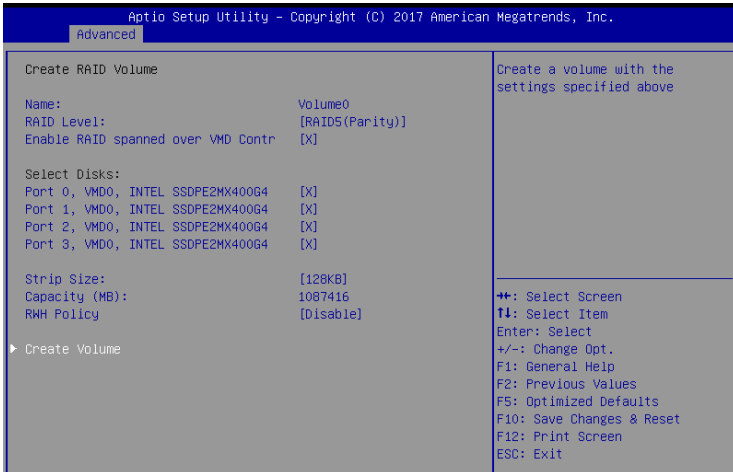 Aptio Setup Utility – Copyright (C) 2017 American Megatrends, Inc.
Advanced
Create RAID Volume
Name: Volume0
RAID Level: [RAID5(Parity)]
Enable RAID spanned over VMD Contr [X]
Select Disks:
Port 0, VMD0, INTEL SSDPE2MX400G4 [X]
Port 1, VMD0, INTEL SSDPE2MX400G4 [X]
Port 2, VMD0, INTEL SSDPE2MX400G4 [X]
Port 3, VMD0, INTEL SSDPE2MX400G4 [X]
Strip Size: [128KB]
Capacity (MB): 1087416
RWH Policy [Disable]
▶ Create Volume
Create a volume with the
settings specified above
→←: Select Screen
↑↓: Select Item
Enter: Select
+/-: Change Opt.
F1: General Help
F2: Previous Values
F5: Optimized Defaults
F10: Save Changes & Reset
F12: Print Screen
ESC: Exit